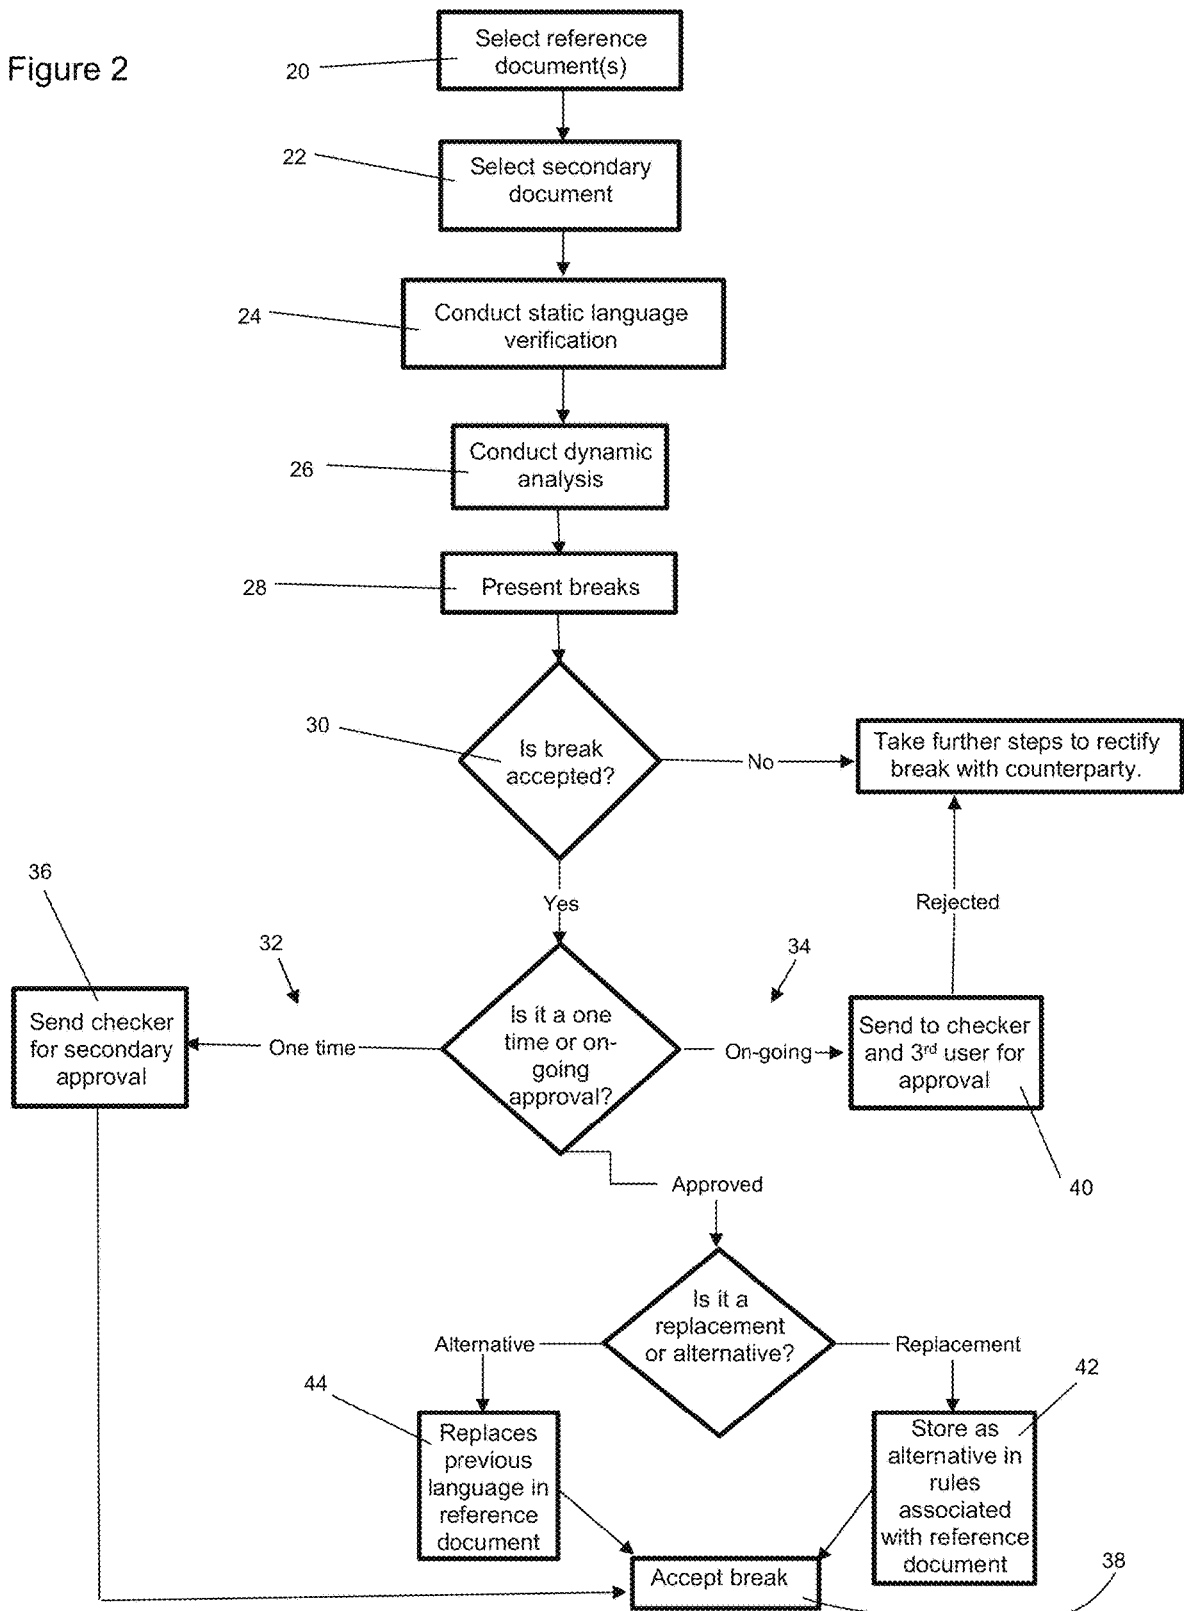 Figure 2
Select reference
document(s)
20
Select secondary
document
22
Conduct static language
verification
24
Conduct dynamic
analysis
26
Present breaks
28
30
Is break
accepted?
No
Take further steps to rectify
break with counterparty.
Yes
Rejected
36
32
34
Send checker
for secondary
approval
One time
Is it a one
time or on-
going
approval?
On-going
Send to checker
and 3rd user for
approval
40
Approved
Is it a
replacement
or alternative?
Alternative
Replacement
44
42
Replaces
previous
language in
reference
document
Store as
alternative in
rules
associated
with reference
document
Accept break
38